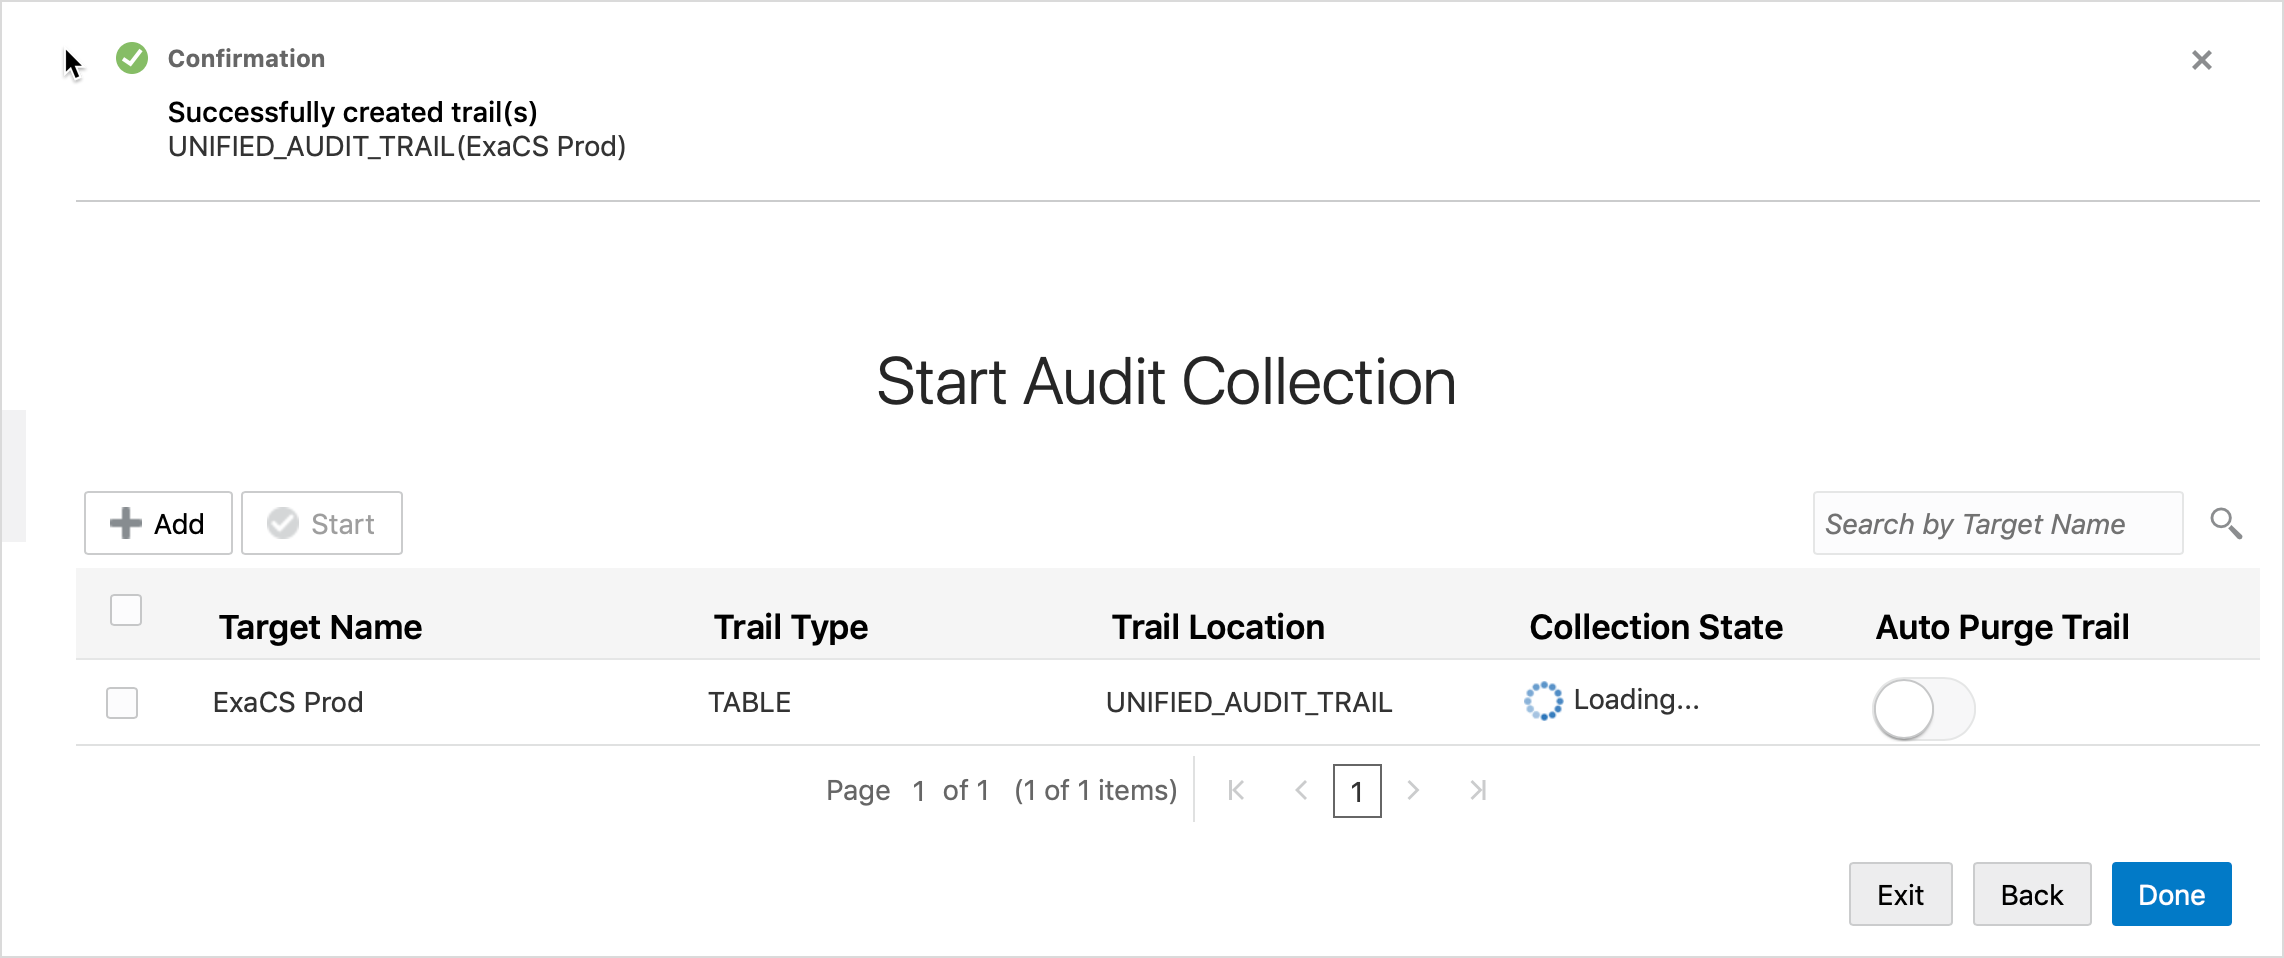 Confirmation
Successfully created trail(s)
UNIFIED_AUDIT_TRAIL(ExaCS Prod)
Start Audit Collection
Add Start Search by Target Name
Target Name Trail Type Trail Location Collection State Auto Purge Trail
ExaCS Prod TABLE UNIFIED_AUDIT_TRAIL Loading...
Page 1 of 1 (1 of 1 items) 1
Exit Back Done